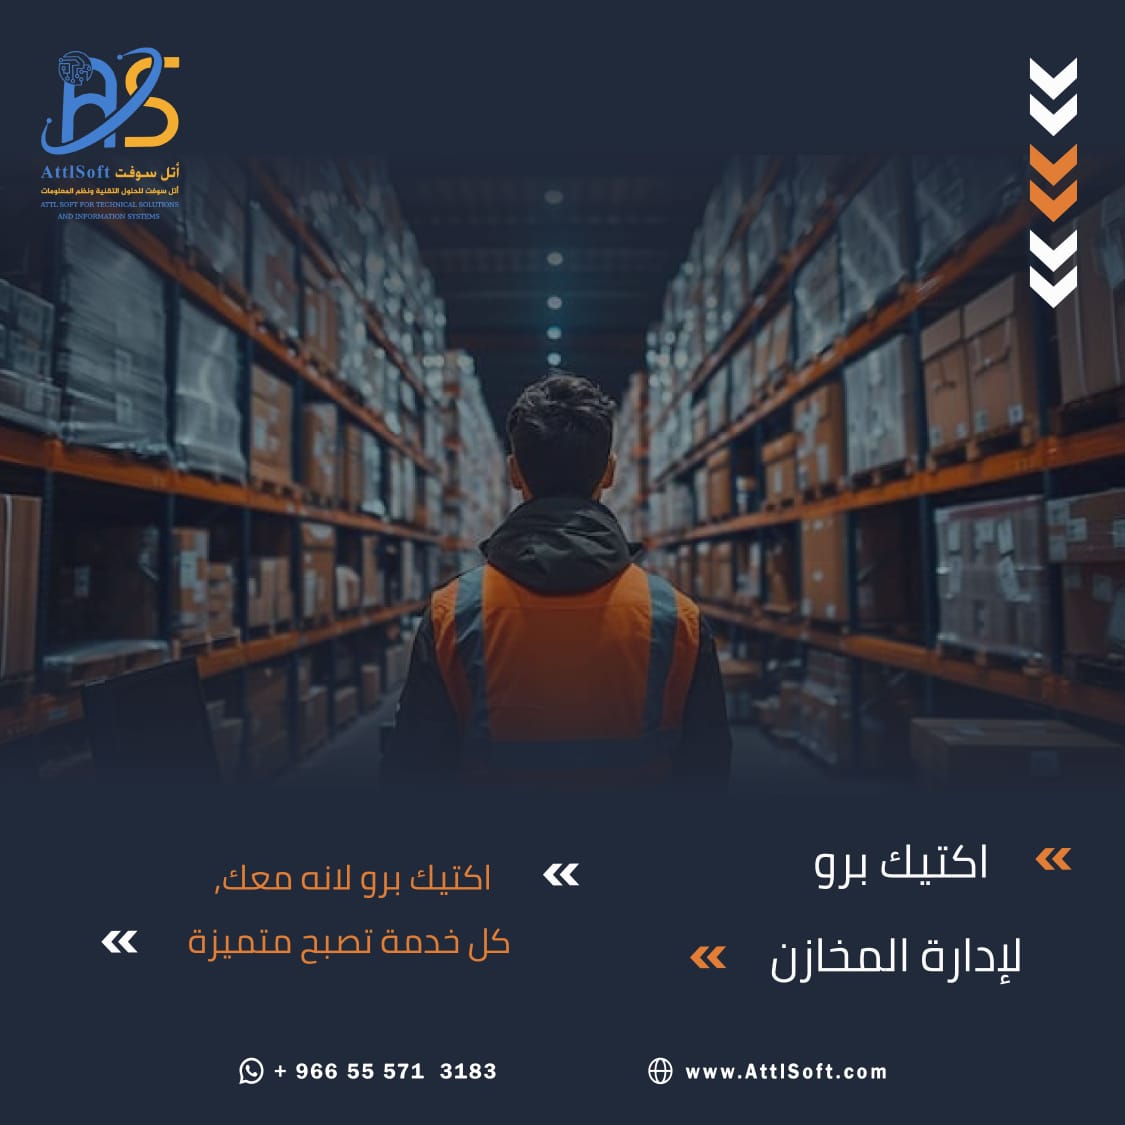 AttlSoft أتل سوفت
أتل سوفت للحلول التقنية ونظم المعلومات
ATTL SOFT FOR TECHNICAL SOLUTIONS
AND INFORMATION SYSTEMS
اكتيك برو
لإدارة المخازن
اكتيك برو لانه معك,
كل خدمة تصبح متميزة
+ 966 55 571 3183
www.AttlSoft.com